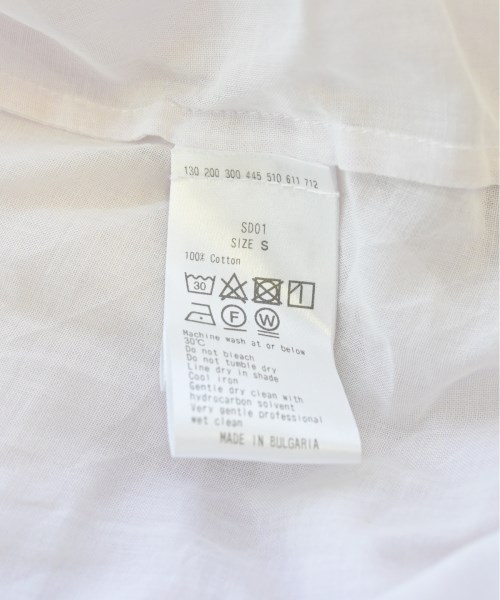 130 200 300 445 510 611 712
S001
SIZE S
100% Cotton
30
F W
Machine wash at or below
30℃
Do not bleach
Do not tumble dry
Line dry in shade
Cool iron
Gentle dry clean with
hydrocarbon solvent
Very gentle professional
wet clean
MADE IN BULGARIA